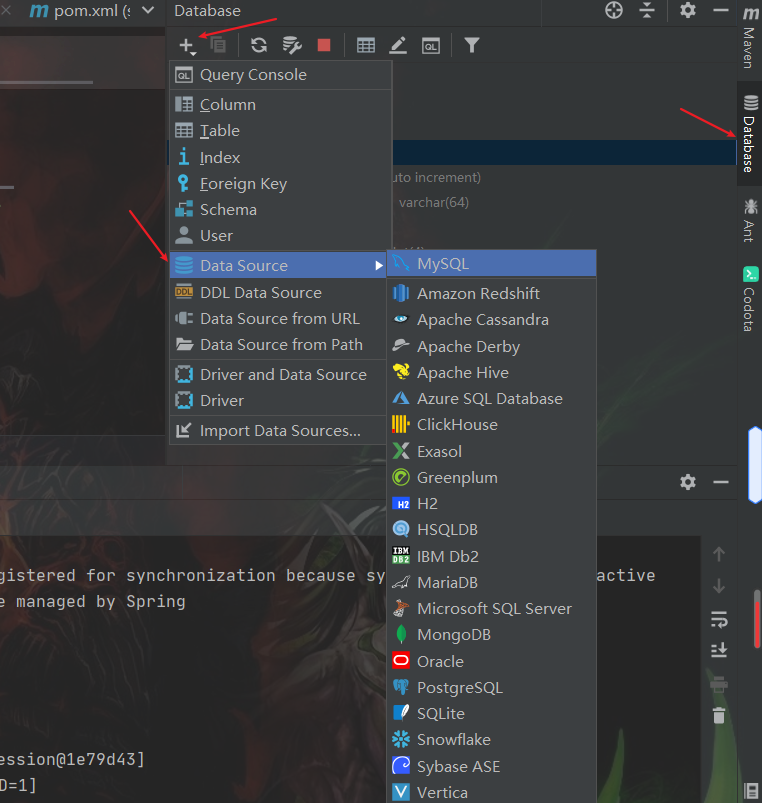 pom.xml (s
Database
Query Console
Column
Table
Index
Foreign Key
Schema
User
Data Source
DDL Data Source
Data Source from URL
Data Source from Path
Driver and Data Source
Driver
Import Data Sources...
uto increment)
varchar(64)
MySQL
Amazon Redshift
Apache Cassandra
Apache Derby
Apache Hive
Azure SQL Database
ClickHouse
Exasol
Greenplum
H2
HSQLDB
IBM Db2
MariaDB
Microsoft SQL Server
MongoDB
Oracle
PostgreSQL
SQLite
Snowflake
Sybase ASE
Vertica
Maven
Database
Ant
Codota
gistered for synchronization because sy
active
e managed by Spring
ession@1e79d43]
D=1]